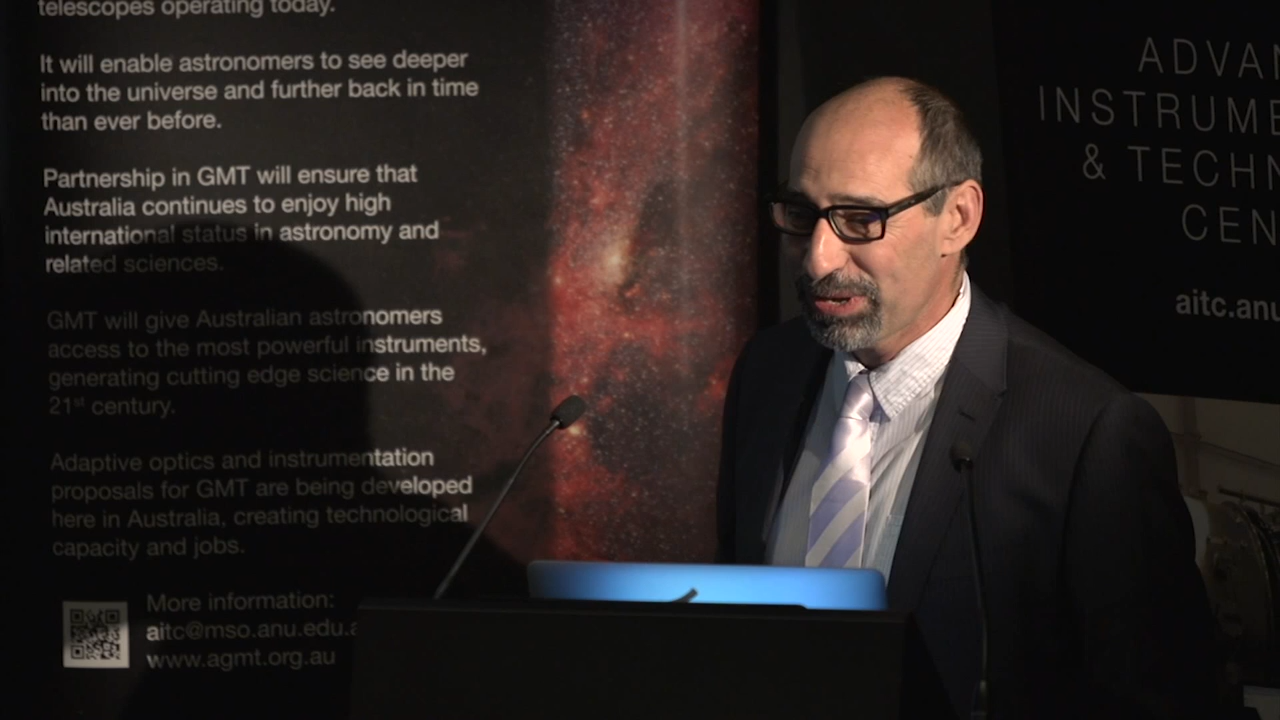 telescopes operating today.
It will enable astronomers to see deeper
into the universe and further back in time
than ever before.
Partnership in GMT will ensure that
Australia continues to enjoy high
international status in astronomy and
related sciences.
GMT will give Australian astronomers
access to the most powerful instruments,
generating cutting edge science in the
21st century.
Adaptive optics and instrumentation
proposals for GMT are being developed
here in Australia, creating technological
capacity and jobs.
More information:
aitc@mso.anu.edu.a
www.agmt.org.au
ADVAN
INSTRUME
& TECHN
CEN
aitc.anu